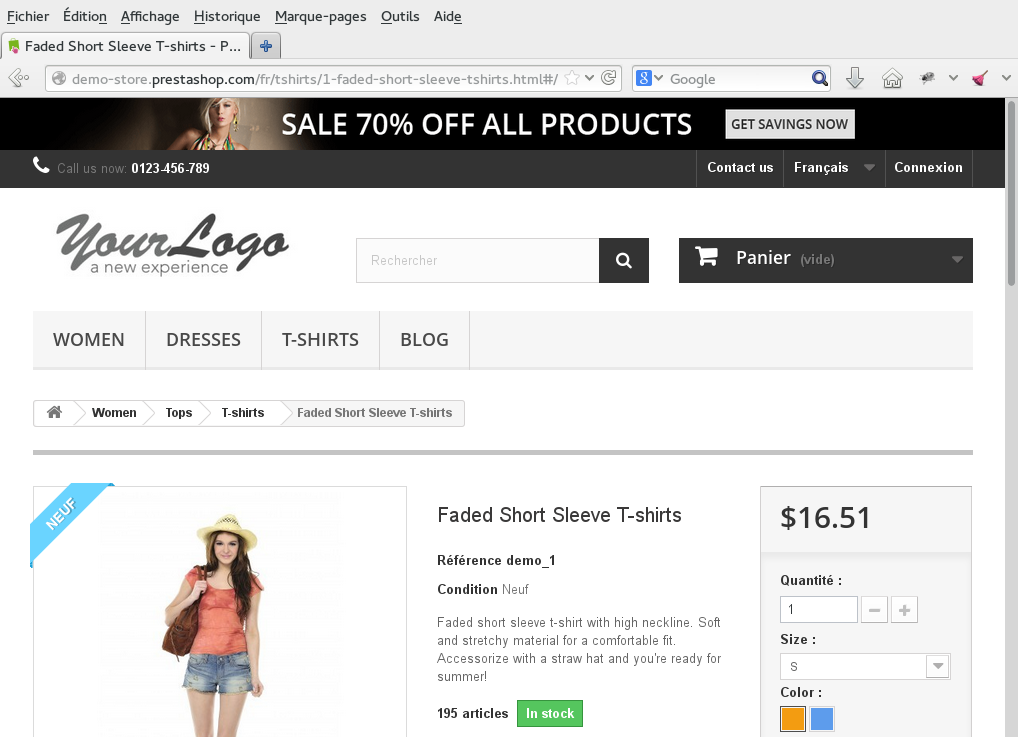 Fichier Édition Affichage Historique Marque-pages Outils Aide
Faded Short Sleeve T-shirts - P...
demo-store.prestashop.com/fr/tshirts/1-faded-short-sleeve-tshirts.html#/
8 Google
SALE 70% OFF ALL PRODUCTS GET SAVINGS NOW
Call us now: 0123-456-789 Contact us Français Connexion
YourLogo
a new experience
Rechercher
Panier (vide)
WOMEN DRESSES T-SHIRTS BLOG
Women Tops T-shirts Faded Short Sleeve T-shirts
NEUF
Faded Short Sleeve T-shirts
Référence demo_1
Condition Neuf
Faded short sleeve t-shirt with high neckline. Soft
and stretchy material for a comfortable fit.
Accessorize with a straw hat and you're ready for
summer!
195 articles In stock
$16.51
Quantité :
1
Size :
S
Color :